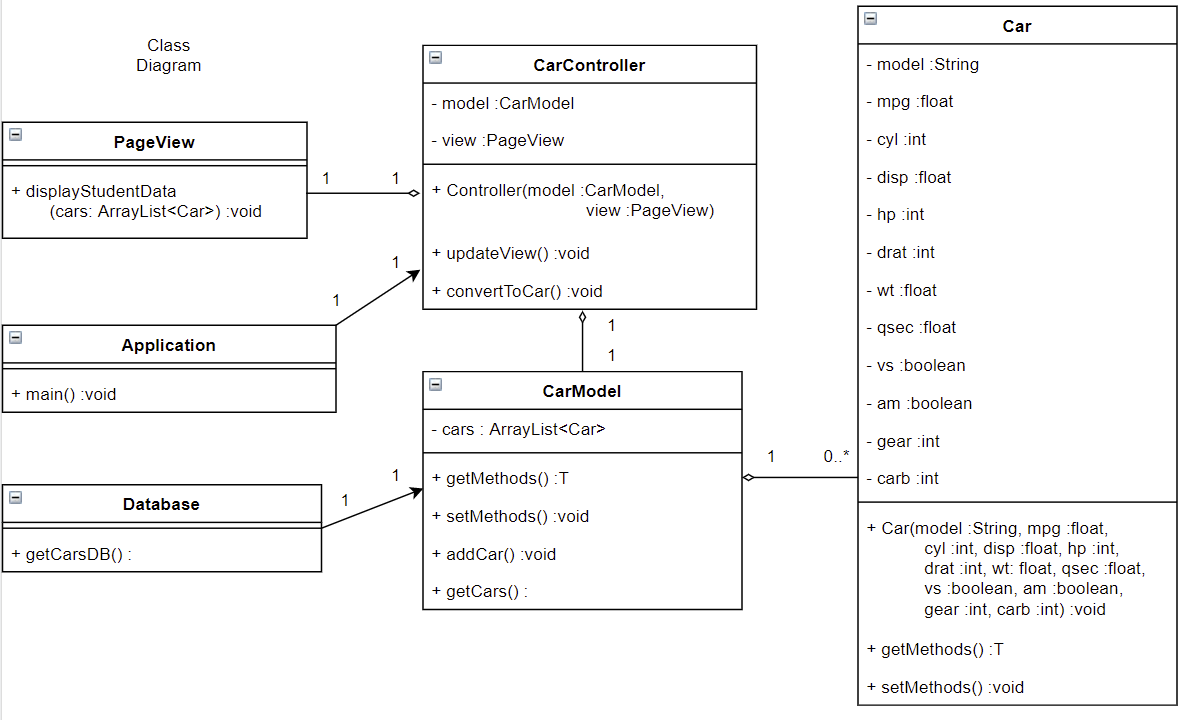 Class
Diagram
PageView
+ displayStudentData
(cars: ArrayList<Car>) :void
1
1
CarController
- model :CarModel
- view :PageView
+ Controller(model :CarModel,
view :PageView)
+ updateView() :void
+ convertToCar() :void
1
1
Application
+ main() :void
1
1
CarModel
- cars : ArrayList<Car>
+ getMethods() :T
+ setMethods() :void
+ addCar() :void
+ getCars() :
Database
+ getCarsDB() :
1
1
1
0..*
Car
- model :String
- mpg :float
- cyl :int
- disp :float
- hp :int
- drat :int
- wt :float
- qsec :float
- vs :boolean
- am :boolean
- gear :int
- carb :int
+ Car(model :String, mpg :float,
cyl :int, disp :float, hp :int,
drat :int, wt: float, qsec :float,
vs :boolean, am :boolean,
gear :int, carb :int) :void
+ getMethods() :T
+ setMethods() :void